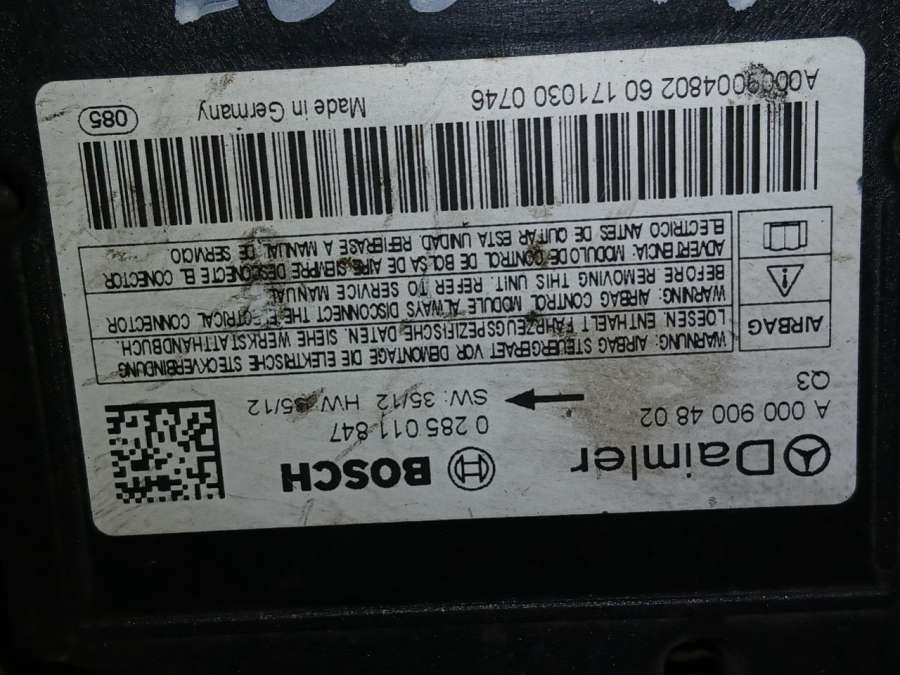 Daimler
BOSCH
A 000 900 48 02
0 285 011 847
Q3
SW: 35/12 HW: 35/12
AIRBAG
WARNUNG: AIRBAG STEUERGERAET VOR DEMONTAGE DIE ELEKTRISCHE STECKVERBINDUNG
LOESEN. ENTHAELT FAHRZEUGSPEZIFISCHE DATEN. SIEHE WERKSTATTHANDBUCH.
WARNING: AIRBAG CONTROL MODULE ALWAYS DISCONNECT THE ELECTRICAL CONNECTOR
BEFORE REMOVING THIS UNIT. REFER TO SERVICE MANUAL
ADVERTENCIA: MODULO DE CONTROL DE BOLSA DE AIRE SIEMPRE DESCONECTE EL CONECTOR
ELECTRICO ANTES DE QUITAR ESTA UNIDAD. REFIERASE A MANUAL DE SERVICIO
A0009004802 60 171030 0746
Made in Germany
085